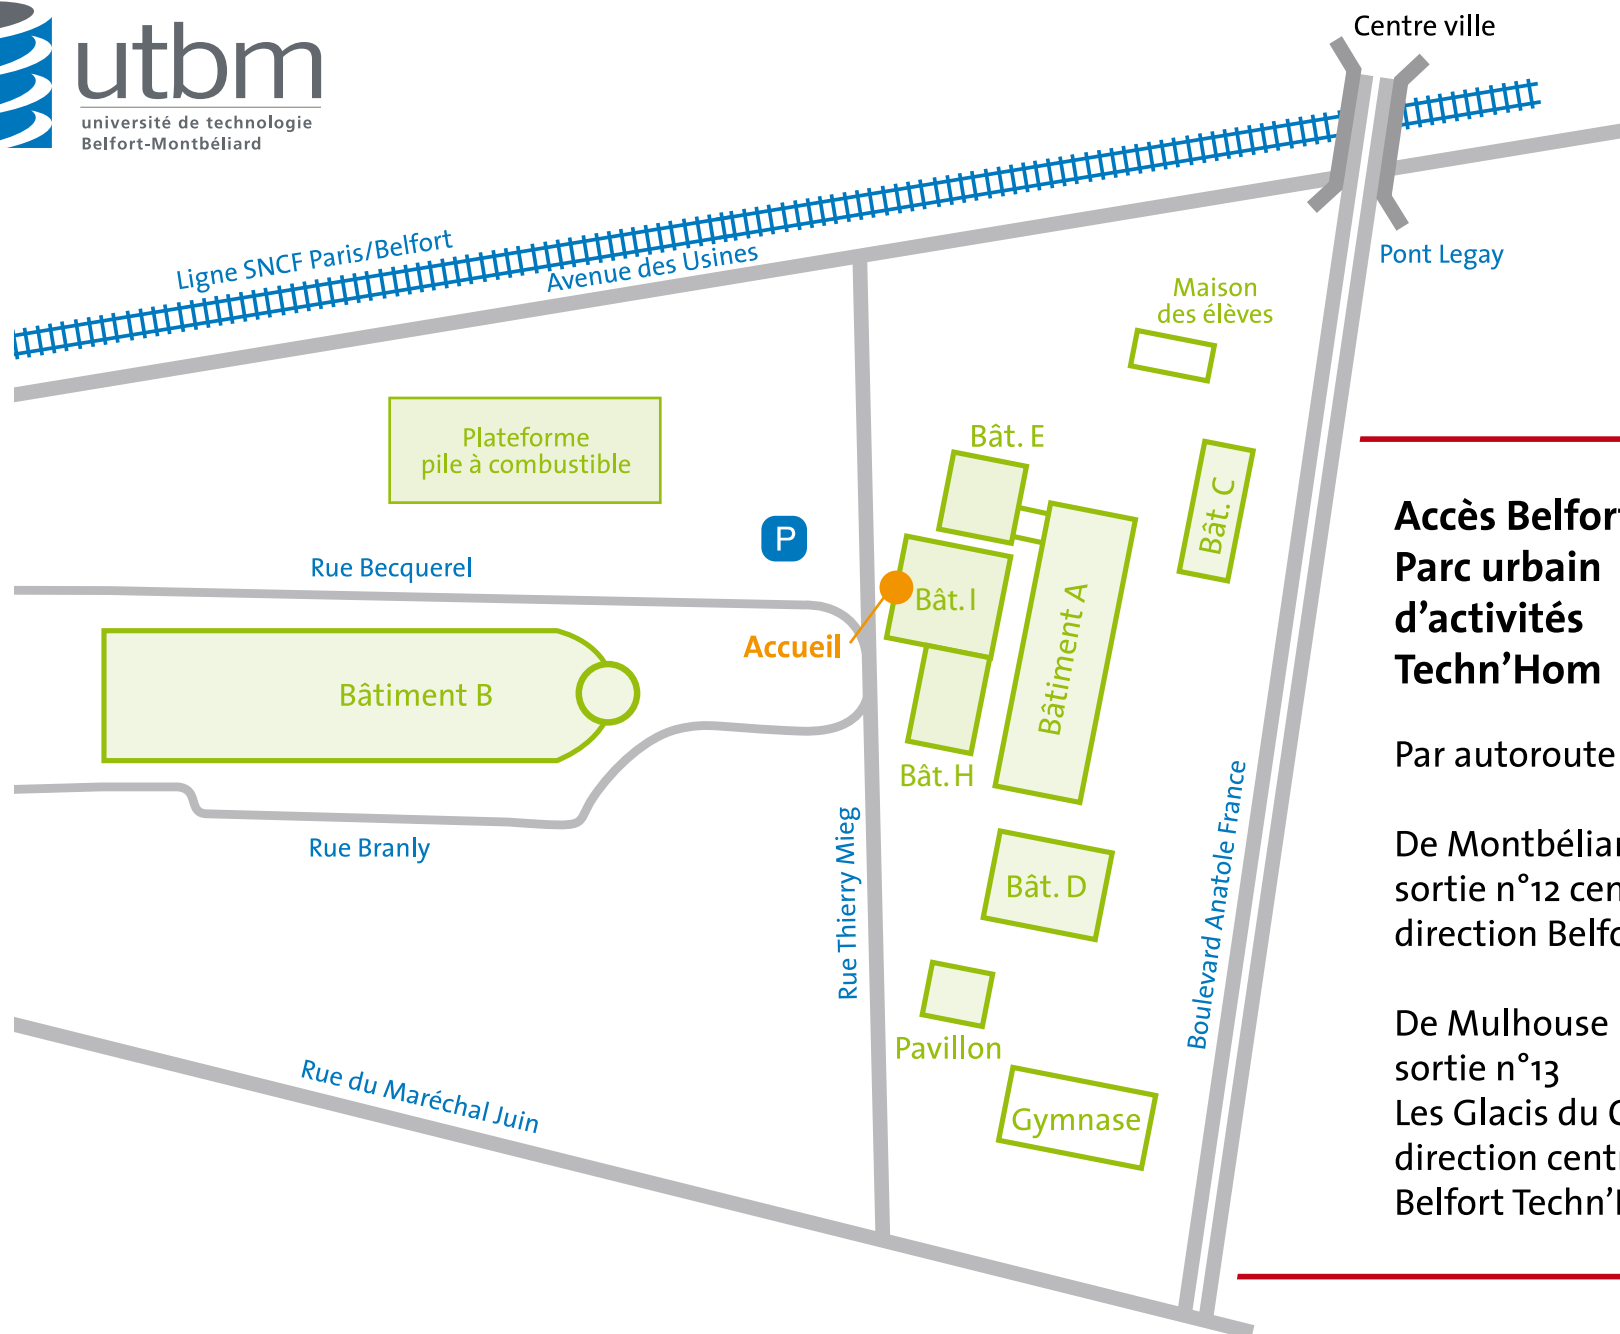 utbm
université de technologie
Belfort-Montbéliard
Centre ville
Ligne SNCF Paris/Belfort
Avenue des Usines
Pont Legay
Maison
des élèves
Plateforme
pile à combustible
Bât. E
Bât. C
P
Rue Becquerel
Bât. I
Accueil
Bâtiment A
Bâtiment B
Bât. H
Rue Branly
Rue Thierry Mieg
Bât. D
Boulevard Anatole France
Pavillon
Gymnase
Rue du Maréchal Juin
Accès Belfort
Parc urbain
d’activités
Techn’Hom
Par autoroute
De Montbéliar
sortie n°12 cen
direction Belfo
De Mulhouse
sortie n°13
Les Glacis du
direction cent
Belfort Techn’